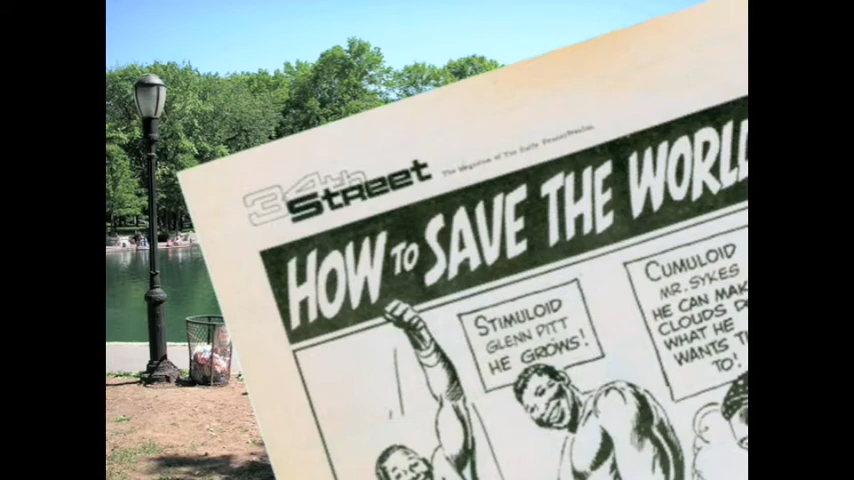 34th Street The Magazine of The Daily Pennsylvanian
HOW TO SAVE THE WORL
STIMULOID
GLENN PITT
HE GROWS!
CUMULOID
MR. SYKES
HE CAN MAK
CLOUDS D
WHAT HE
WANTS T
TO!